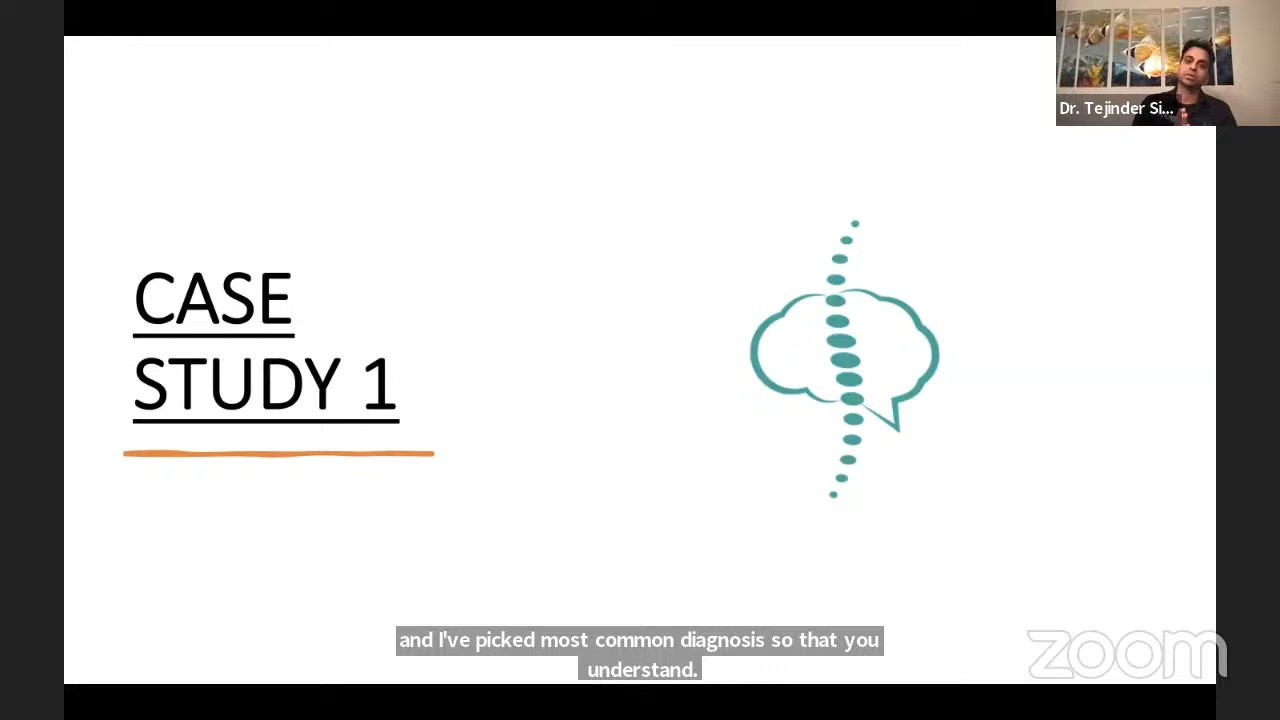 Dr. Tejinder Si...
CASE
STUDY 1
and I've picked most common diagnosis so that you
understand.
zoom